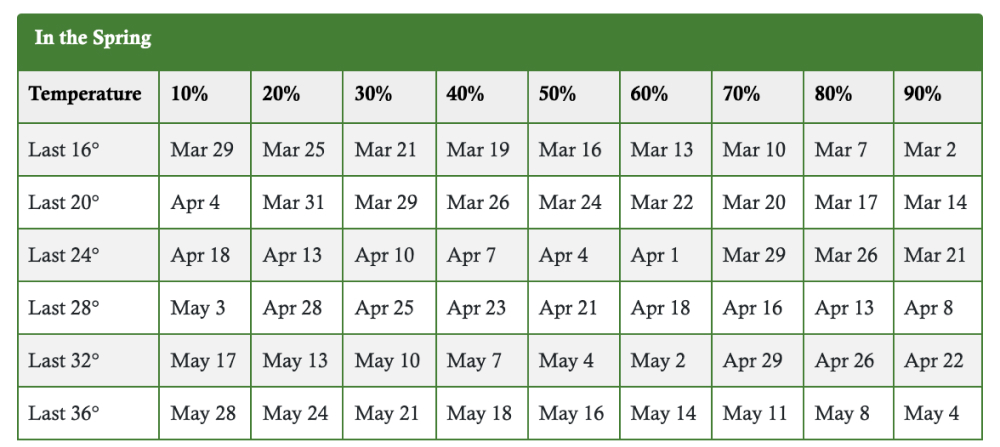 In the Spring
Temperature 10% 20% 30% 40% 50% 60% 70% 80% 90%
Last 16° Mar 29 Mar 25 Mar 21 Mar 19 Mar 16 Mar 13 Mar 10 Mar 7 Mar 2
Last 20° Apr 4 Mar 31 Mar 29 Mar 26 Mar 24 Mar 22 Mar 20 Mar 17 Mar 14
Last 24° Apr 18 Apr 13 Apr 10 Apr 7 Apr 4 Apr 1 Mar 29 Mar 26 Mar 21
Last 28° May 3 Apr 28 Apr 25 Apr 23 Apr 21 Apr 18 Apr 16 Apr 13 Apr 8
Last 32° May 17 May 13 May 10 May 7 May 4 May 2 Apr 29 Apr 26 Apr 22
Last 36° May 28 May 24 May 21 May 18 May 16 May 14 May 11 May 8 May 4